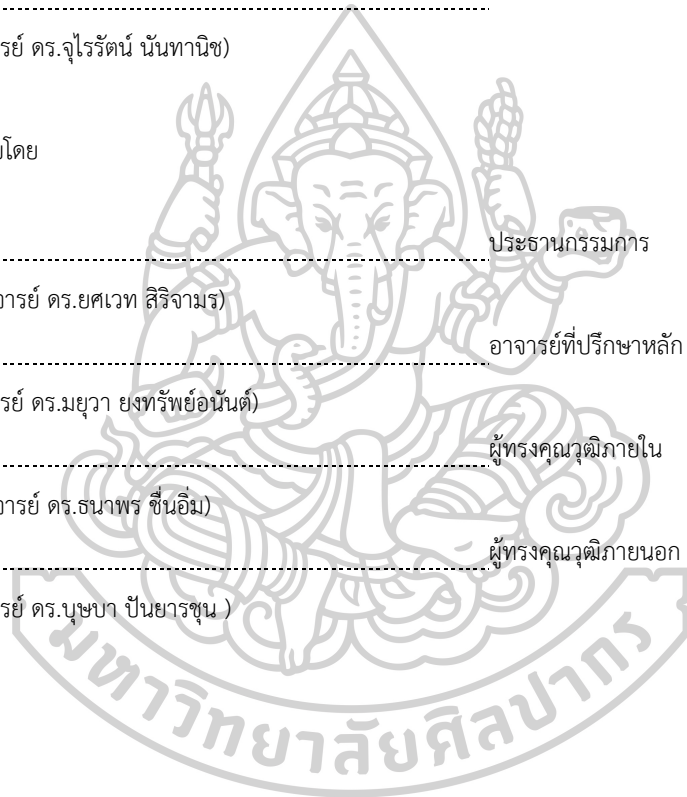 รย์ ดร.จุไรรัตน์ นันทานิช)
โดย
ประธานกรรมการ
ารย์ ดร.ยศเวท สิริจามร)
อาจารย์ที่ปรึกษาหลัก
รย์ ดร.มยุวา ยงทรัพย์อนันต์)
ผู้ทรงคุณวุฒิภายใน
ารย์ ดร.ธนาพร ชื่นอิ่ม)
ผู้ทรงคุณวุฒิภายนอก
รย์ ดร.บุษบา ปันยารชุน )
มหาวิทยาลัยศิลปากร